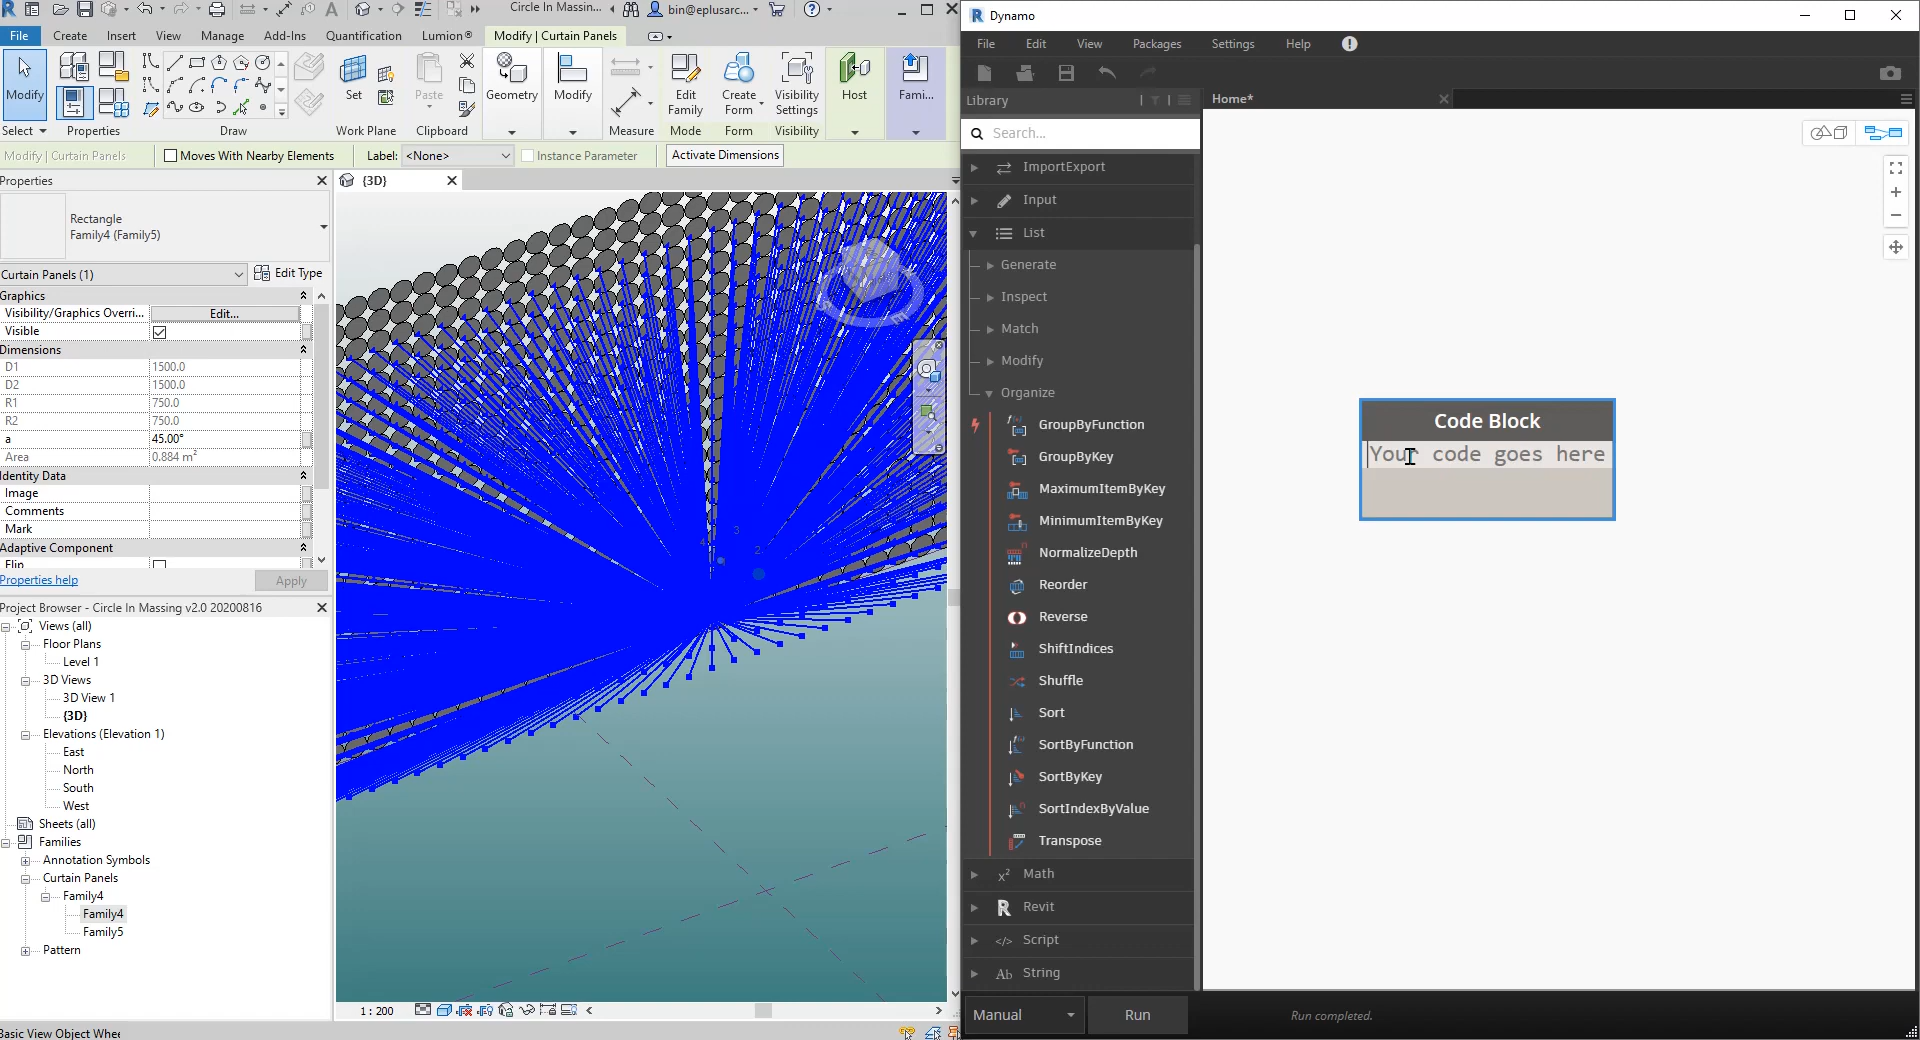 Circle In Massin...
bin@eplusarc...
File
Create
Insert
View
Manage
Add-Ins
Quantification
Lumion®
Modify | Curtain Panels
Modify
Set
Paste
Geometry
Modify
Edit Family
Create Form
Visibility Settings
Host
Fami...
Select
Properties
Draw
Work Plane
Clipboard
Measure
Mode
Form
Visibility
Modify | Curtain Panels
Moves With Nearby Elements
Label:
<None>
Instance Parameter
Activate Dimensions
Properties
{3D}
Rectangle
Family4 (Family5)
Curtain Panels (1)
Edit Type
Graphics
Visibility/Graphics Overri...
Edit...
Visible
Dimensions
D1 1500.0
D2 1500.0
R1 750.0
R2 750.0
a 45.00°
Area 0.884 m²
Identity Data
Image
Comments
Mark
Adaptive Component
Flip
Properties help
Apply
Project Browser - Circle In Massing v2.0 20200816
Views (all)
Floor Plans
Level 1
3D Views
3D View 1
{3D}
Elevations (Elevation 1)
East
North
South
West
Sheets (all)
Families
Annotation Symbols
Curtain Panels
Family4
Family4
Family5
Pattern
3
2
1 : 200
Basic View Object Whee
Dynamo
File
Edit
View
Packages
Settings
Help
Library
Home*
Search...
ImportExport
Input
List
Generate
Inspect
Match
Modify
Organize
GroupByFunction
GroupByKey
MaximumItemByKey
MinimumItemByKey
NormalizeDepth
Reorder
Reverse
ShiftIndices
Shuffle
Sort
SortByFunction
SortByKey
SortIndexByValue
Transpose
Math
Revit
Script
String
Code Block
Your code goes here
Manual
Run
Run completed.